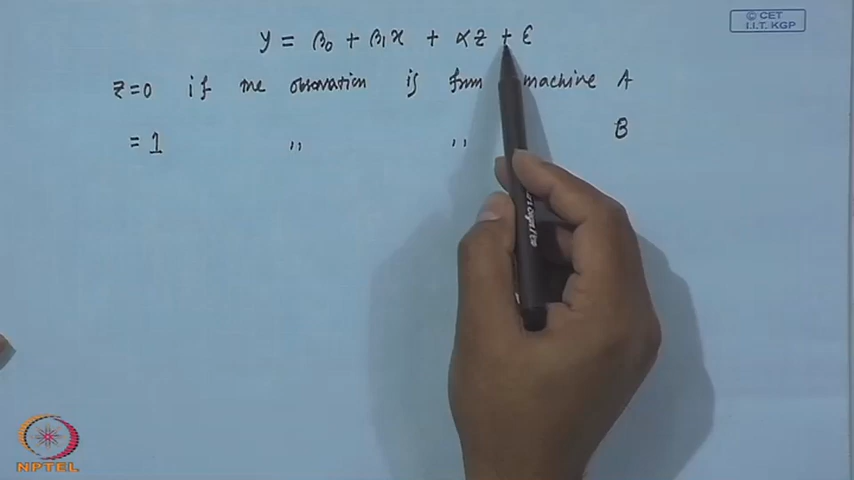 y = β₀ + β₁x + αz + ε
© CET
I.I.T. KGP
z=0 if the observation is from machine A
= 1 " " B
NPTEL